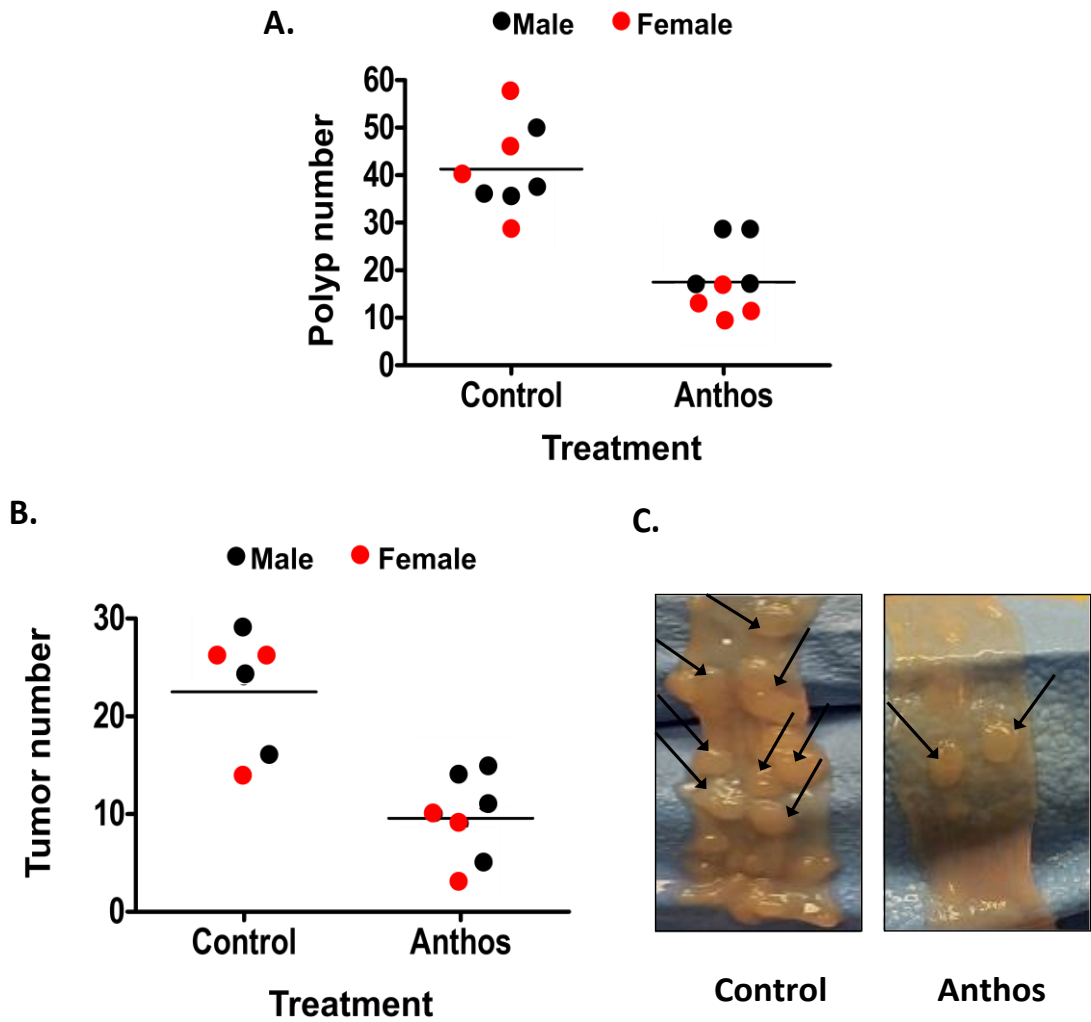 A.
Male Female
60
50
40
30
20
10
0
Polyp number
Control Anthos
Treatment
B.
Male Female
30
20
10
0
Tumor number
Control Anthos
Treatment
C.
Control Anthos